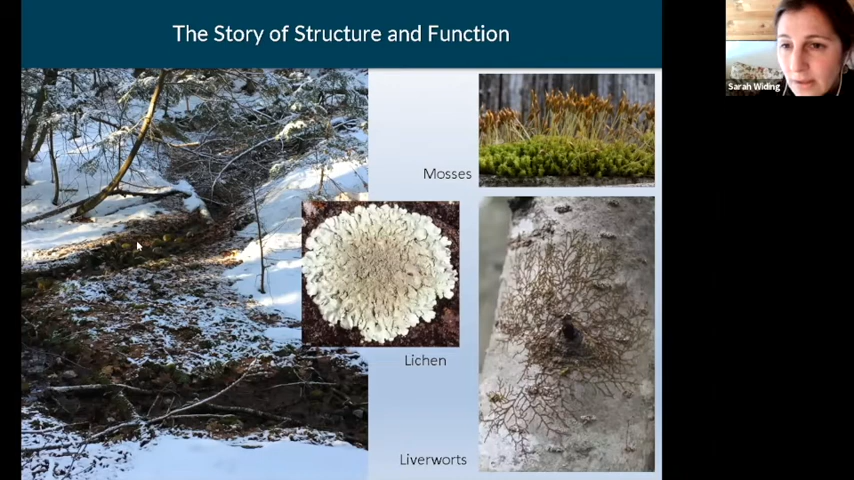 The Story of Structure and Function
Sarah Widing
Mosses
Lichen
Liverworts